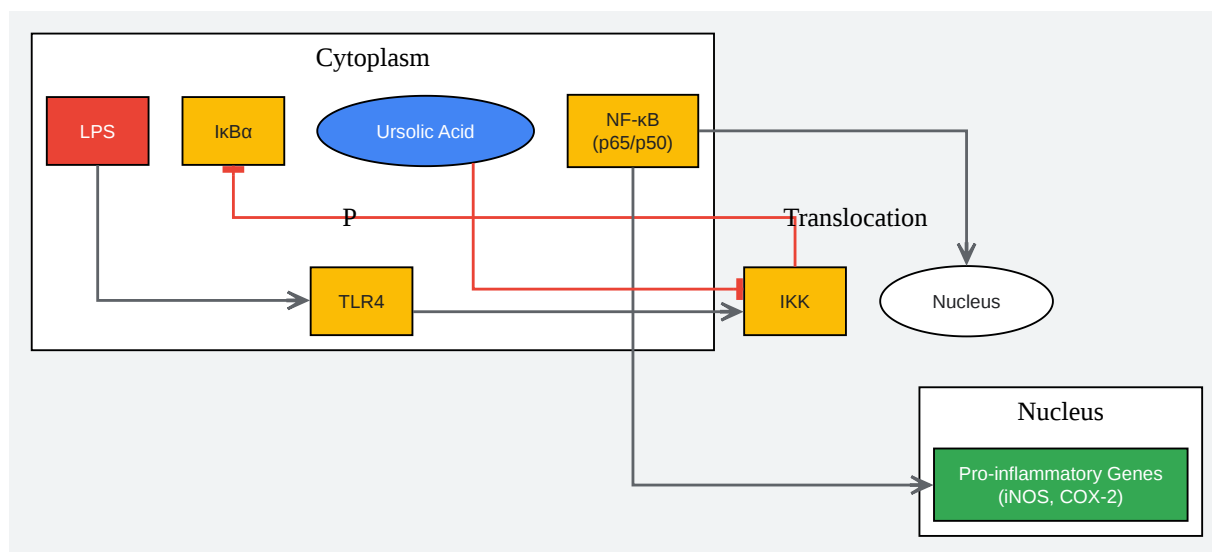 Cytoplasm
LPS
IκBα
Ursolic Acid
NF-κB
(p65/p50)
P
Translocation
TLR4
IKK
Nucleus
Nucleus
Pro-inflammatory Genes
(iNOS, COX-2)